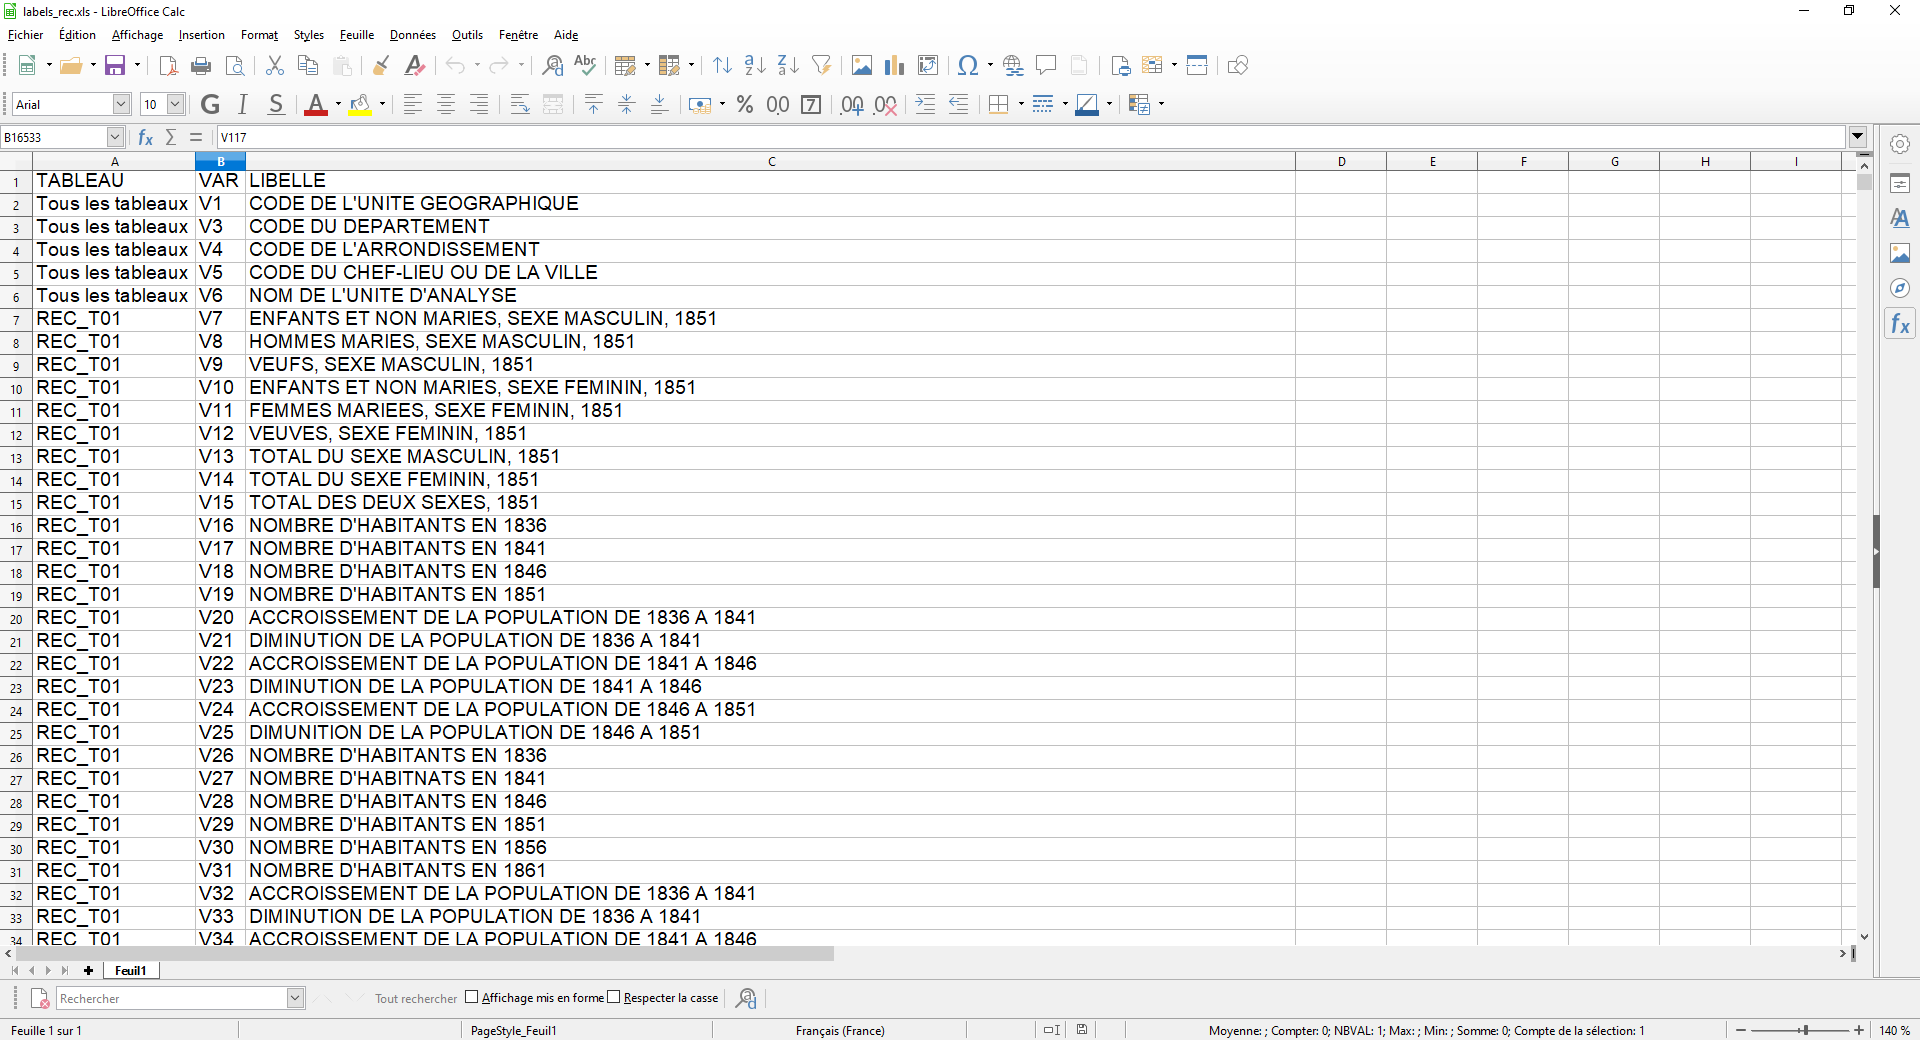 labels_rec.xls - LibreOffice Calc
Fichier Édition Affichage Insertion Format Styles Feuille Données Outils Fenêtre Aide
Arial 10 G I S
B16533 fx Σ = V117
A B C D E F G H I
1 TABLEAU VAR LIBELLE
2 Tous les tableaux V1 CODE DE L'UNITE GEOGRAPHIQUE
3 Tous les tableaux V3 CODE DU DEPARTEMENT
4 Tous les tableaux V4 CODE DE L'ARRONDISSEMENT
5 Tous les tableaux V5 CODE DU CHEF-LIEU OU DE LA VILLE
6 Tous les tableaux V6 NOM DE L'UNITE D'ANALYSE
7 REC_T01 V7 ENFANTS ET NON MARIES, SEXE MASCULIN, 1851
8 REC_T01 V8 HOMMES MARIES, SEXE MASCULIN, 1851
9 REC_T01 V9 VEUFS, SEXE MASCULIN, 1851
10 REC_T01 V10 ENFANTS ET NON MARIES, SEXE FEMININ, 1851
11 REC_T01 V11 FEMMES MARIEES, SEXE FEMININ, 1851
12 REC_T01 V12 VEUVES, SEXE FEMININ, 1851
13 REC_T01 V13 TOTAL DU SEXE MASCULIN, 1851
14 REC_T01 V14 TOTAL DU SEXE FEMININ, 1851
15 REC_T01 V15 TOTAL DES DEUX SEXES, 1851
16 REC_T01 V16 NOMBRE D'HABITANTS EN 1836
17 REC_T01 V17 NOMBRE D'HABITANTS EN 1841
18 REC_T01 V18 NOMBRE D'HABITANTS EN 1846
19 REC_T01 V19 NOMBRE D'HABITANTS EN 1851
20 REC_T01 V20 ACCROISSEMENT DE LA POPULATION DE 1836 A 1841
21 REC_T01 V21 DIMINUTION DE LA POPULATION DE 1836 A 1841
22 REC_T01 V22 ACCROISSEMENT DE LA POPULATION DE 1841 A 1846
23 REC_T01 V23 DIMINUTION DE LA POPULATION DE 1841 A 1846
24 REC_T01 V24 ACCROISSEMENT DE LA POPULATION DE 1846 A 1851
25 REC_T01 V25 DIMUNITION DE LA POPULATION DE 1846 A 1851
26 REC_T01 V26 NOMBRE D'HABITANTS EN 1836
27 REC_T01 V27 NOMBRE D'HABITNATS EN 1841
28 REC_T01 V28 NOMBRE D'HABITANTS EN 1846
29 REC_T01 V29 NOMBRE D'HABITANTS EN 1851
30 REC_T01 V30 NOMBRE D'HABITANTS EN 1856
31 REC_T01 V31 NOMBRE D'HABITANTS EN 1861
32 REC_T01 V32 ACCROISSEMENT DE LA POPULATION DE 1836 A 1841
33 REC_T01 V33 DIMINUTION DE LA POPULATION DE 1836 A 1841
34 REC_T01 V34 ACCROISSEMENT DE LA POPULATION DE 1841 A 1846
Feuil1
Rechercher Tout rechercher Affichage mis en forme Respecter la casse
Feuille 1 sur 1 PageStyle_Feuil1 Français (France) Moyenne: ; Compter: 0; NBVAL: 1; Max: ; Min: ; Somme: 0; Compte de la sélection: 1 140 %